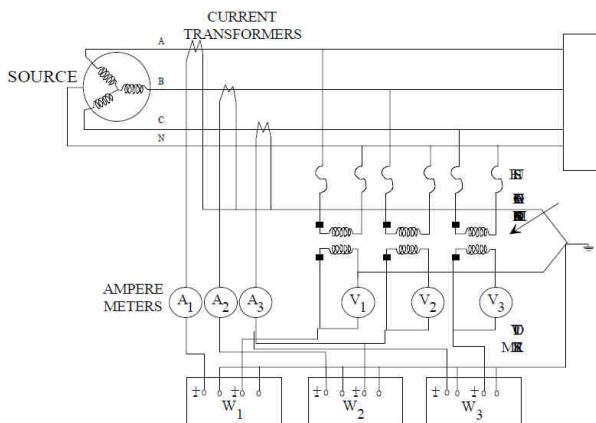 CURRENT
TRANSFORMERS
A
SOURCE
B
C
N
AMPERE
METERS
A1
A2
A3
V1
V2
V3
±
±
±
±
±
±
W1
W2
W3